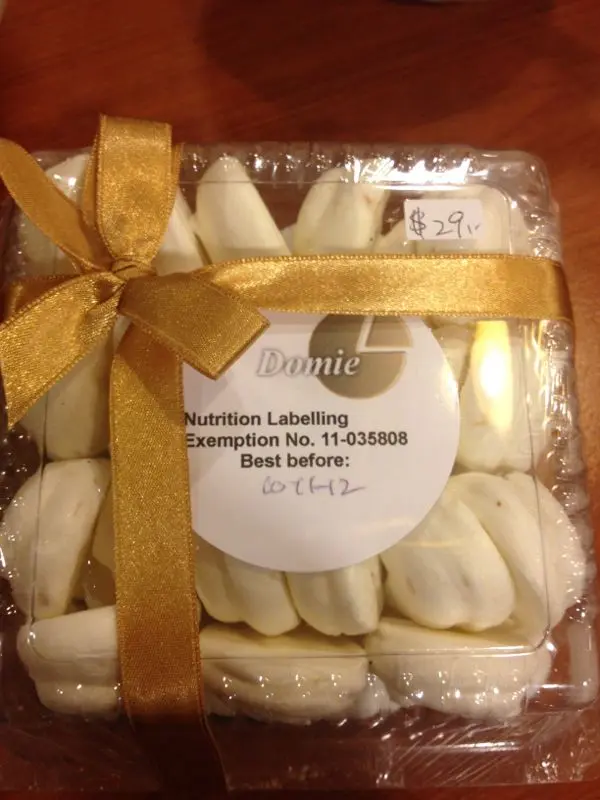 $29.-
Domie
Nutrition Labelling
Exemption No. 11-035808
Best before: